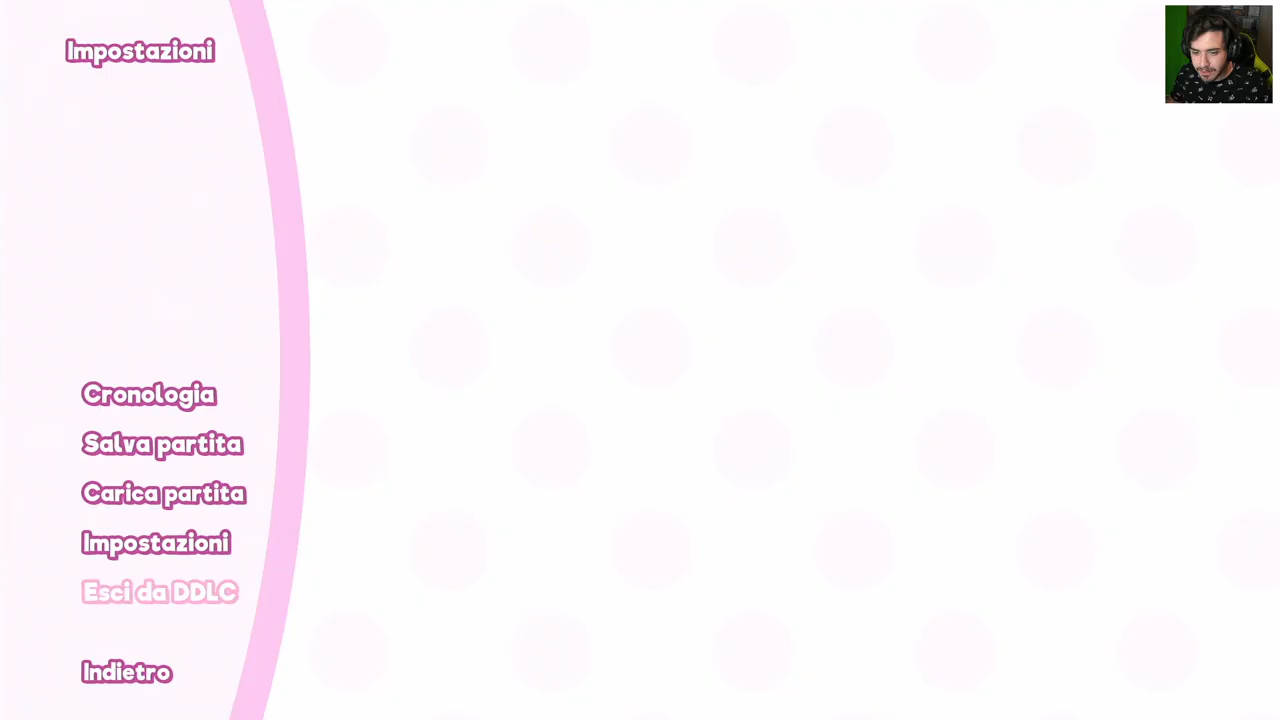 Impostazioni
Cronologia
Salva partita
Carica partita
Impostazioni
Esci da DDLC
Indietro